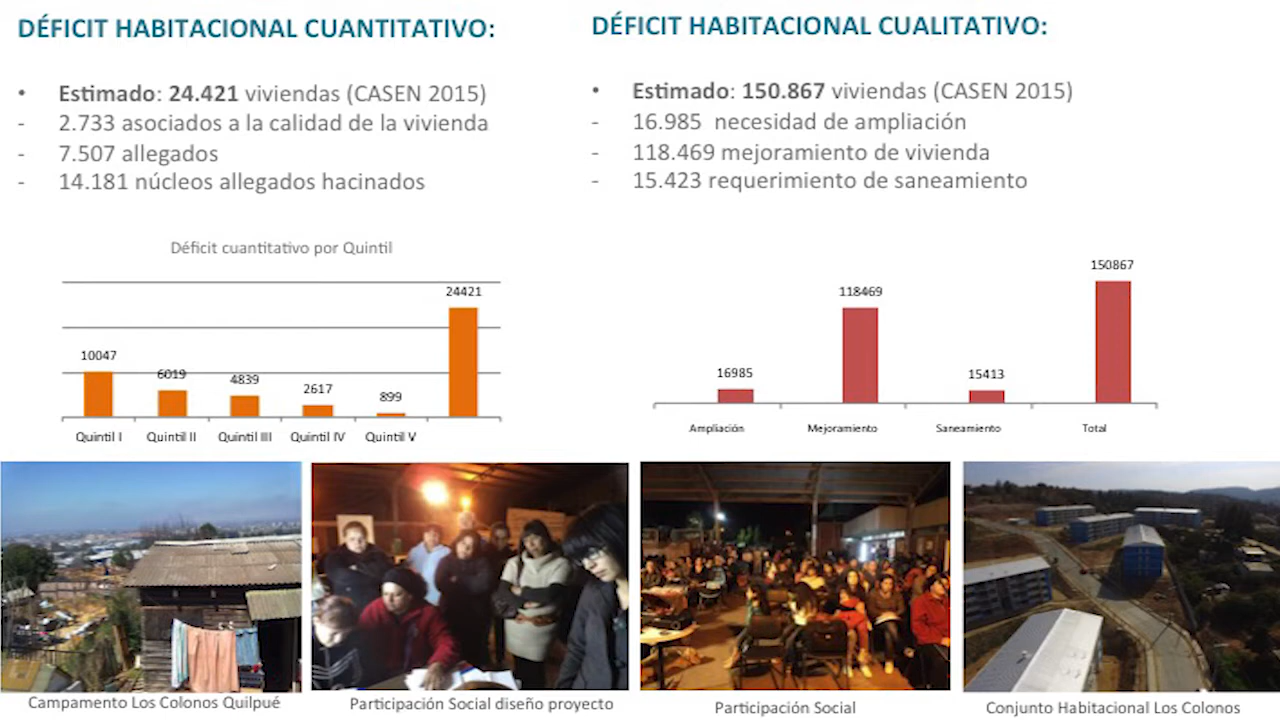 DÉFICIT HABITACIONAL CUANTITATIVO:
• Estimado: 24.421 viviendas (CASEN 2015)
- 2.733 asociados a la calidad de la vivienda
- 7.507 allegados
- 14.181 núcleos allegados hacinados
Déficit cuantitativo por Quintil
24421
10047
6019
4839
2617
899
Quintil I Quintil II Quintil III Quintil IV Quintil V
DÉFICIT HABITACIONAL CUALITATIVO:
• Estimado: 150.867 viviendas (CASEN 2015)
- 16.985 necesidad de ampliación
- 118.469 mejoramiento de vivienda
- 15.423 requerimiento de saneamiento
150867
118469
16985
15413
Ampliación Mejoramiento Saneamiento Total
Campamento Los Colonos Quilpué
Participación Social diseño proyecto
Participación Social
Conjunto Habitacional Los Colonos